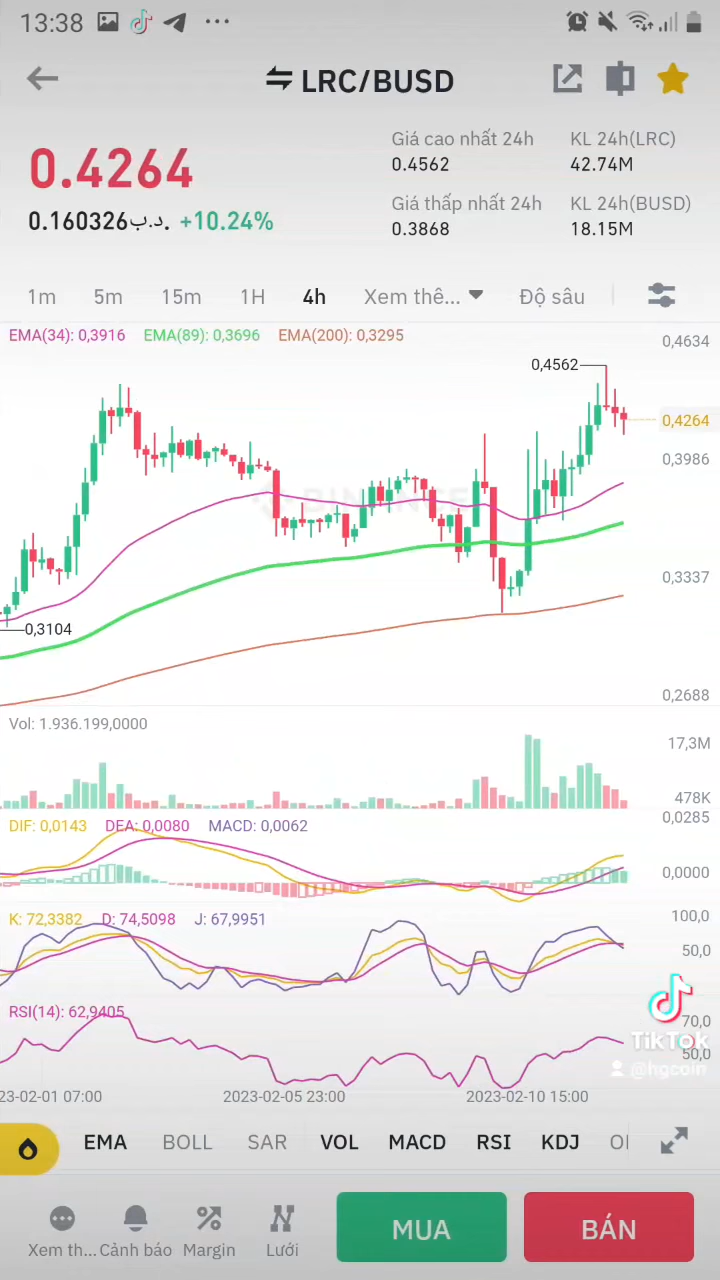 13:38
LRC/BUSD
0.4264
0.160326د.ب. +10.24%
Giá cao nhất 24h
0.4562
KL 24h(LRC)
42.74M
Giá thấp nhất 24h
0.3868
KL 24h(BUSD)
18.15M
1m 5m 15m 1H 4h Xem thê... Độ sâu
EMA(34): 0,3916 EMA(89): 0,3696 EMA(200): 0,3295
0,4634
0,4562
0,4264
0,3986
BINANCE
0,3337
0,3104
0,2688
Vol: 1.936.199,0000
17,3M
478K
0,0285
DIF: 0,0143 DEA: 0,0080 MACD: 0,0062
0,0000
100,0
K: 72,3382 D: 74,5098 J: 67,9951
50,0
RSI(14): 62,9405
70,0
TikTok
50,0
@hgcoin
23-02-01 07:00 2023-02-05 23:00 2023-02-10 15:00
EMA BOLL SAR VOL MACD RSI KDJ
Xem th... Cảnh báo Margin Lưới
MUA
BÁN